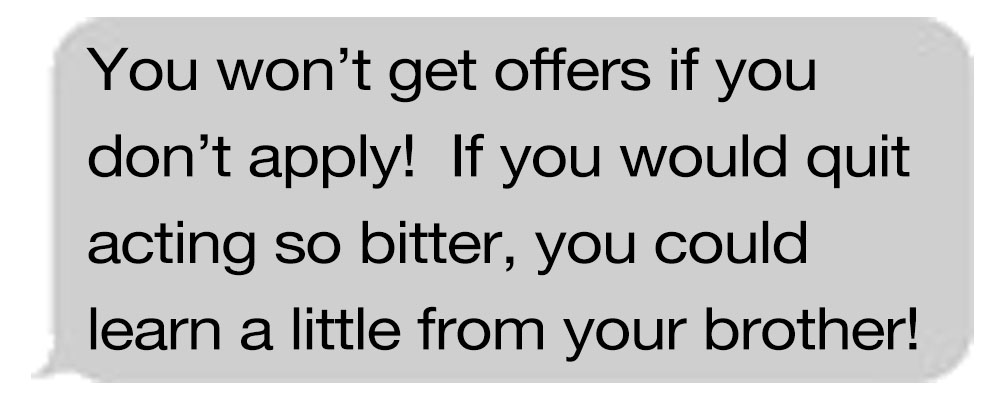 You won’t get offers if you
don’t apply!  If you would quit
acting so bitter, you could
learn a little from your brother!